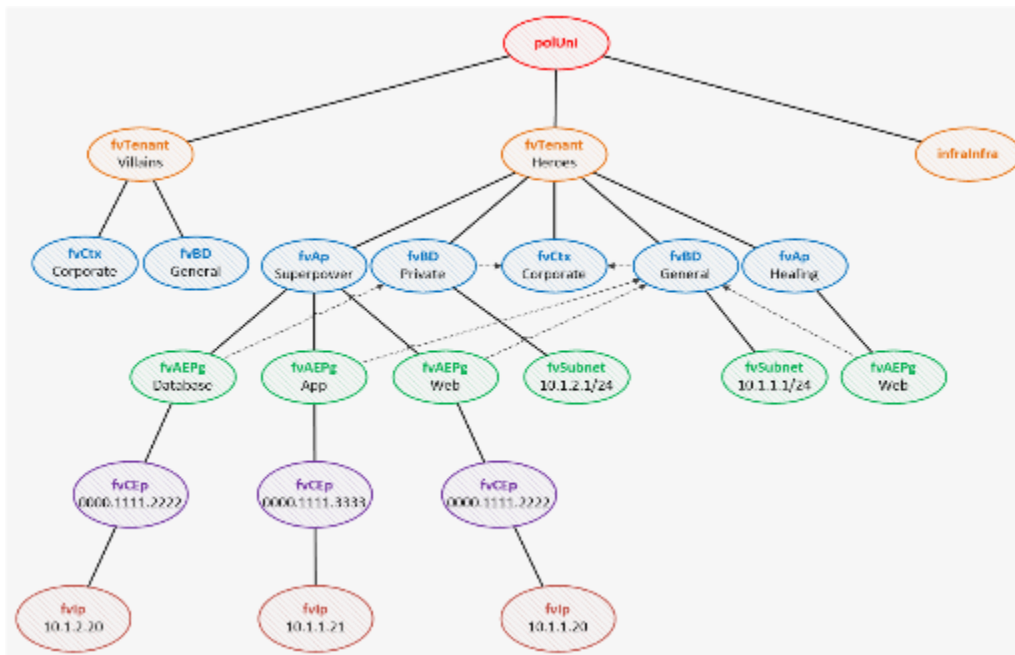 polUni
fvTenant
Villains
fvTenant
Heroes
infraInfra
fvCtx
Corporate
fvBD
General
fvAp
Superpower
fvBD
Private
fvCtx
Corporate
fvBD
General
fvAp
Healing
fvAEPg
Database
fvAEPg
App
fvAEPg
Web
fvSubnet
10.1.2.1/24
fvSubnet
10.1.1.1/24
fvAEPg
Web
fvCEp
0000.1111.2222
fvCEp
0000.1111.3333
fvCEp
0000.1111.2222
fvIp
10.1.2.20
fvIp
10.1.1.21
fvIp
10.1.1.20